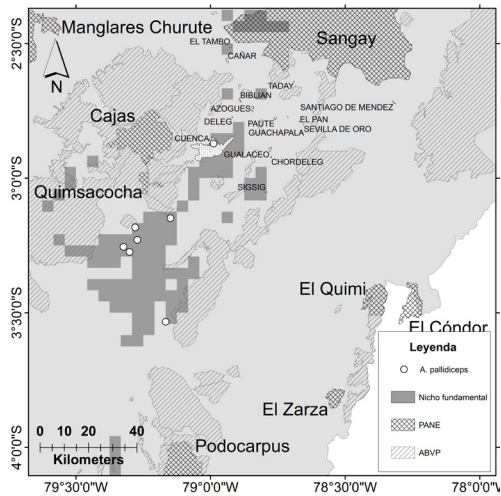 Manglares Churute
Sangay
EL TAMBO
CAÑAR
TADAY
BIBLIAN
AZOGUES2
SANTIAGO DE MENDEZ
DELEG
PAUTE
EL PAN
GUACHAPALA
SEVILLA DE ORO
Cajas
CUENCA
GUALACEO
CHORDELEG
SIGSIG
Quimsacocha
El Quimi
El Cóndor
El Zarza
Podocarpus
N
2°30'0"S
3°0'0"S
3°30'0"S
4°0'0"S
0 10 20 40
Kilometers
Leyenda
A. pallidiceps
Nicho fundamental
PANE
ABVP
79°30'0"W
79°0'0"W
78°30'0"W
78°0'0"W